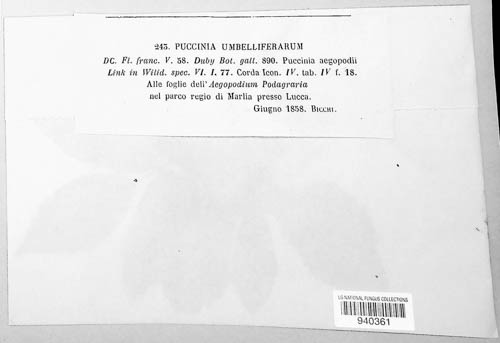 243. PUCCINIA UMBELLIFERARUM
DC. Fl. franc. V. 58. Duby Bot. gall. 890. Puccinia aegopodii
Link in Willd. spec. VI. I. 77. Corda Icon. IV. tab. IV f. 18.
Alle foglie dell'Aegopodium Podagraria
nel parco regio di Marlia presso Lucca.
Giugno 1858. BICCHI.
US NATIONAL FUNGUS COLLECTIONS
940361